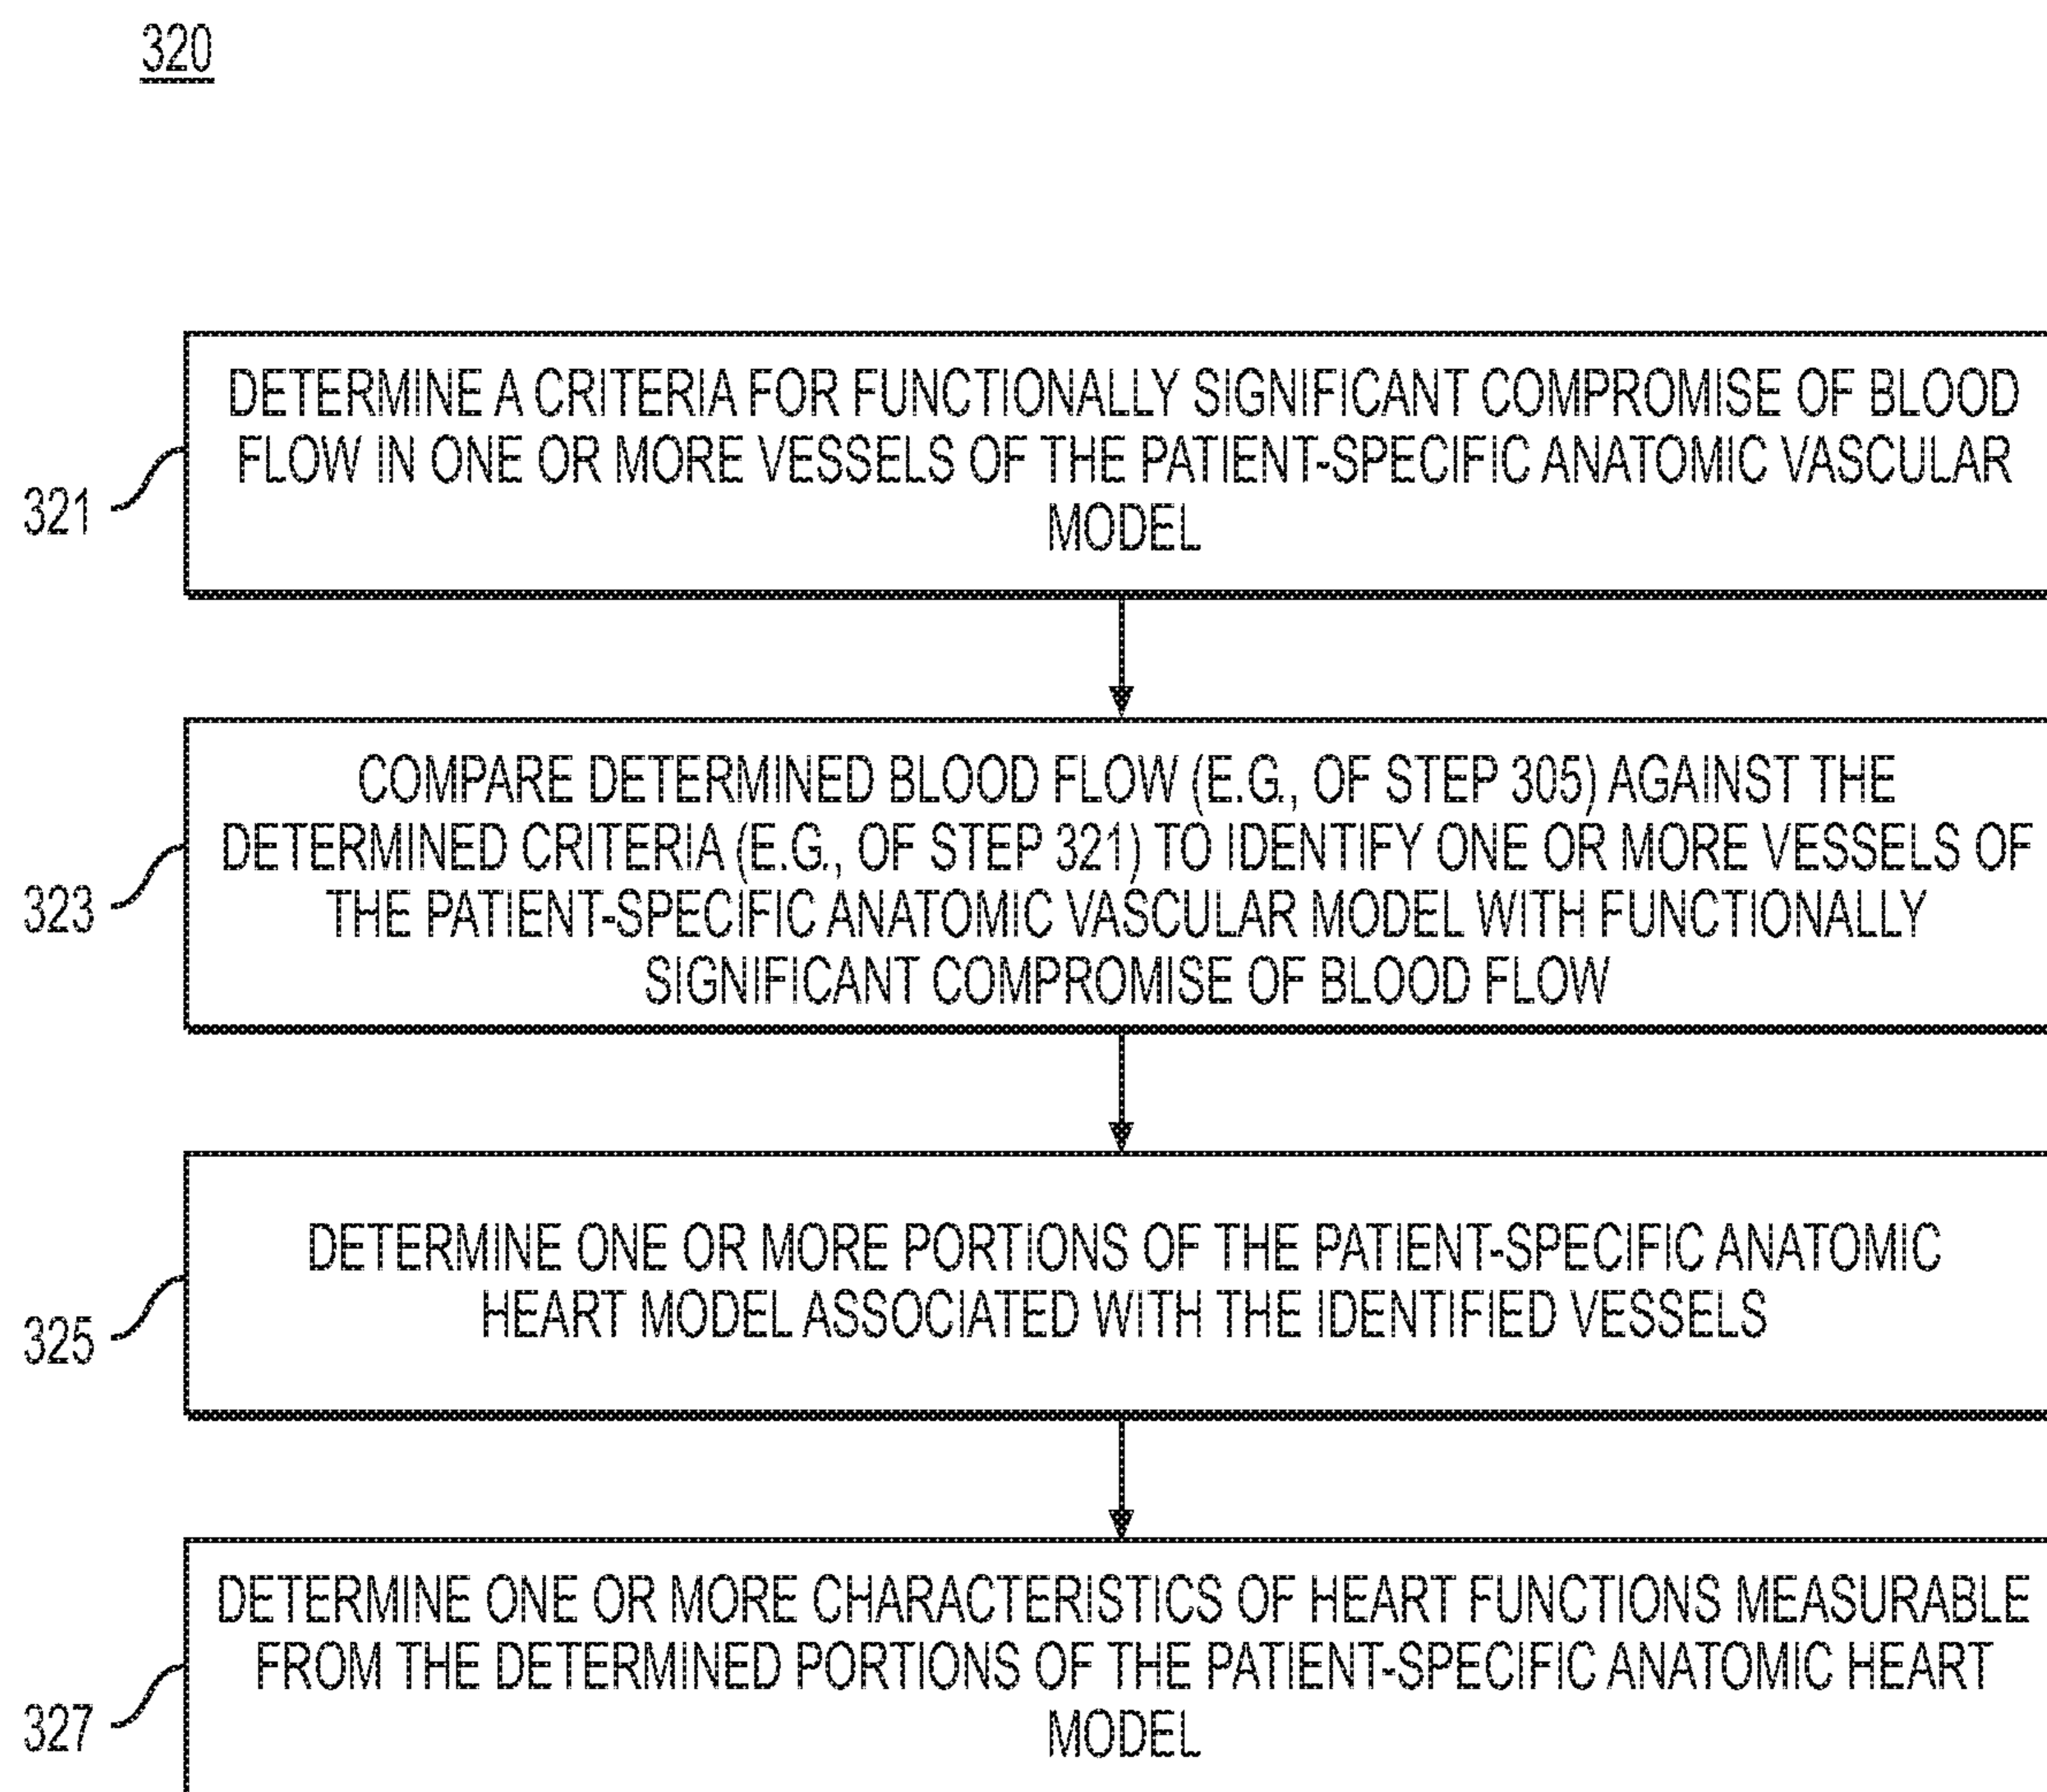 320
DETERMINE A CRITERIA FOR FUNCTIONALLY SIGNIFICANT COMPROMISE OF BLOOD
FLOW IN ONE OR MORE VESSELS OF THE PATIENT-SPECIFIC ANATOMIC VASCULAR
MODEL
321
COMPARE DETERMINED BLOOD FLOW (E.G., OF STEP 305) AGAINST THE
DETERMINED CRITERIA (E.G., OF STEP 321) TO IDENTIFY ONE OR MORE VESSELS OF
THE PATIENT-SPECIFIC ANATOMIC VASCULAR MODEL WITH FUNCTIONALLY
SIGNIFICANT COMPROMISE OF BLOOD FLOW
323
DETERMINE ONE OR MORE PORTIONS OF THE PATIENT-SPECIFIC ANATOMIC
HEART MODEL ASSOCIATED WITH THE IDENTIFIED VESSELS
325
DETERMINE ONE OR MORE CHARACTERISTICS OF HEART FUNCTIONS MEASURABLE
FROM THE DETERMINED PORTIONS OF THE PATIENT-SPECIFIC ANATOMIC HEART
MODEL
327